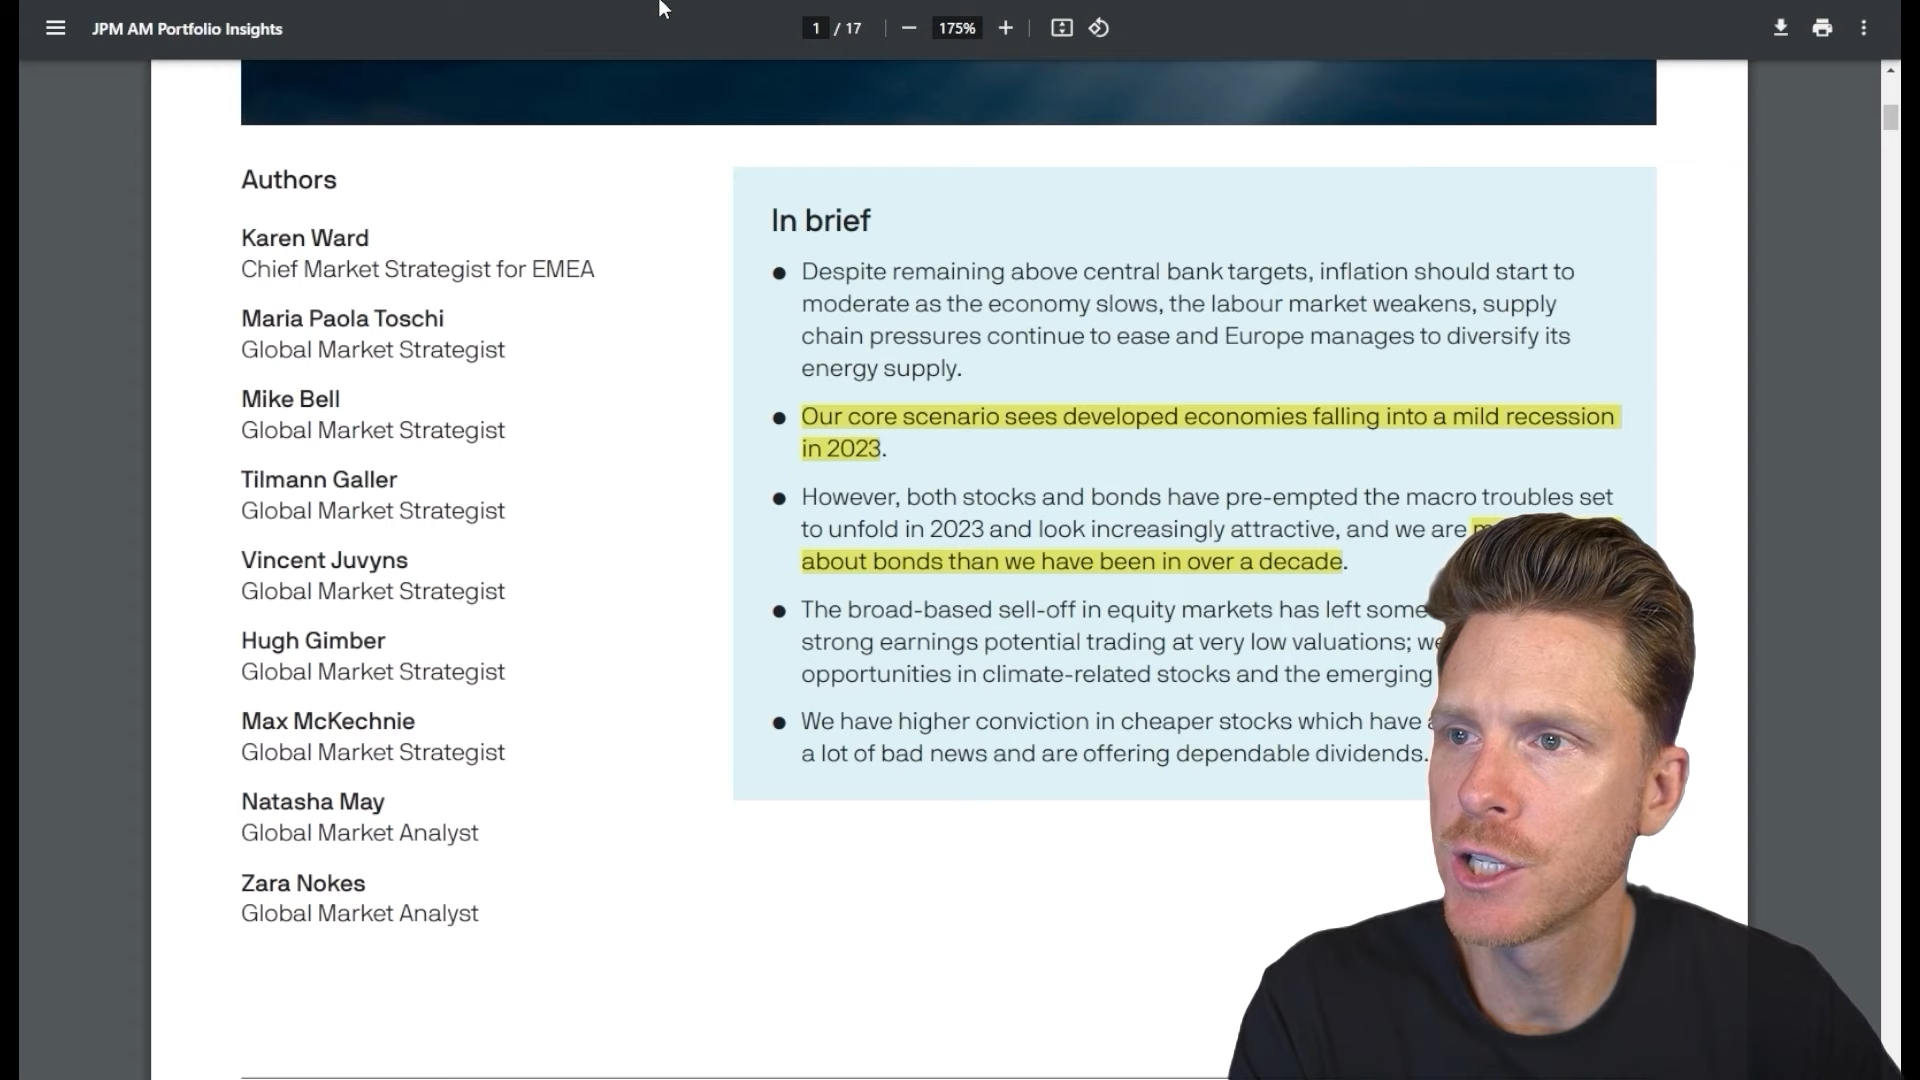 JPM AM Portfolio Insights
1 / 17
175%
Authors
Karen Ward
Chief Market Strategist for EMEA
Maria Paola Toschi
Global Market Strategist
Mike Bell
Global Market Strategist
Tilmann Galler
Global Market Strategist
Vincent Juvyns
Global Market Strategist
Hugh Gimber
Global Market Strategist
Max McKechnie
Global Market Strategist
Natasha May
Global Market Analyst
Zara Nokes
Global Market Analyst
In brief
Despite remaining above central bank targets, inflation should start to
moderate as the economy slows, the labour market weakens, supply
chain pressures continue to ease and Europe manages to diversify its
energy supply.
Our core scenario sees developed economies falling into a mild recession
in 2023.
However, both stocks and bonds have pre-empted the macro troubles set
to unfold in 2023 and look increasingly attractive, and we are
about bonds than we have been in over a decade.
The broad-based sell-off in equity markets has left some
strong earnings potential trading at very low valuations;
opportunities in climate-related stocks and the emerging
We have higher conviction in cheaper stocks which have
a lot of bad news and are offering dependable dividends.